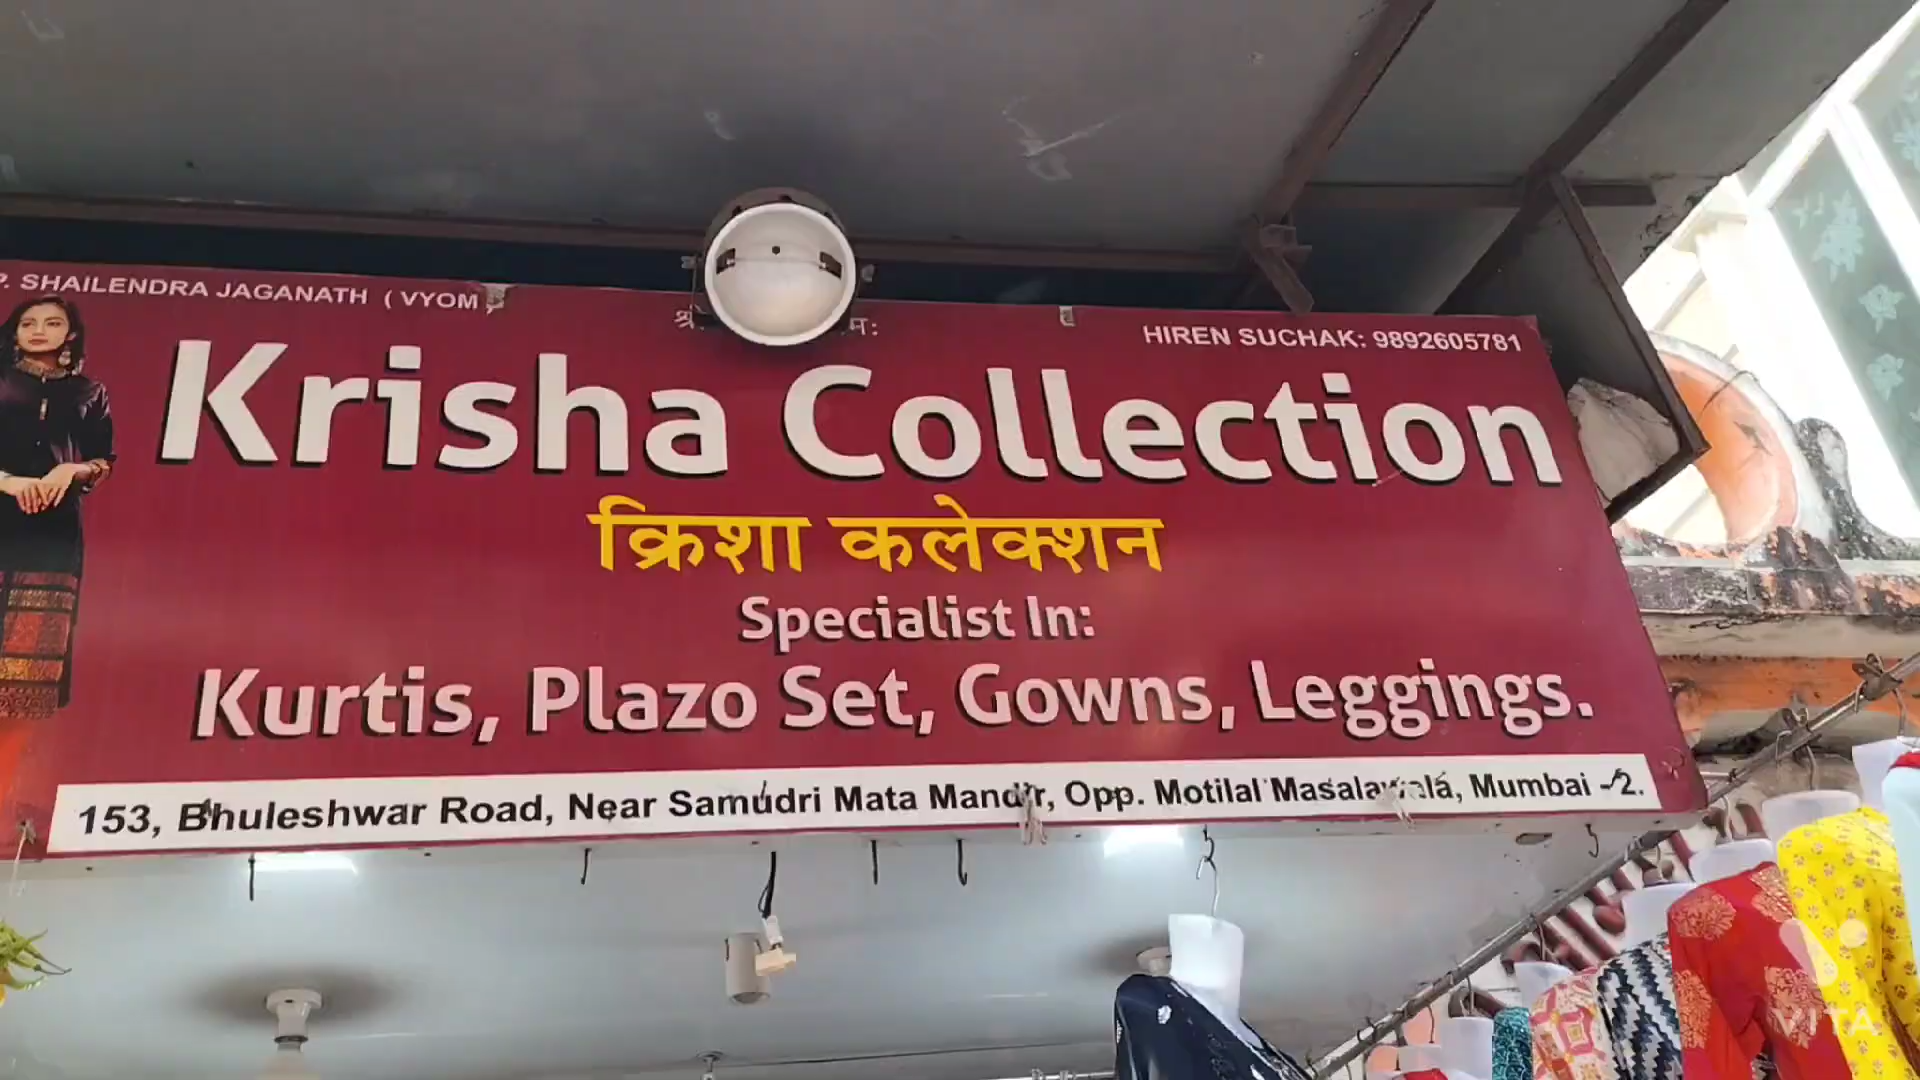 P. SHAILENDRA JAGANATH ( VYOM )
HIREN SUCHAK: 9892605781
Krisha Collection
क्रिशा कलेक्शन
Specialist In:
Kurtis, Plazo Set, Gowns, Leggings.
153, Bhuleshwar Road, Near Samudri Mata Mandir, Opp. Motilal Masalawala, Mumbai - 2.
VITA